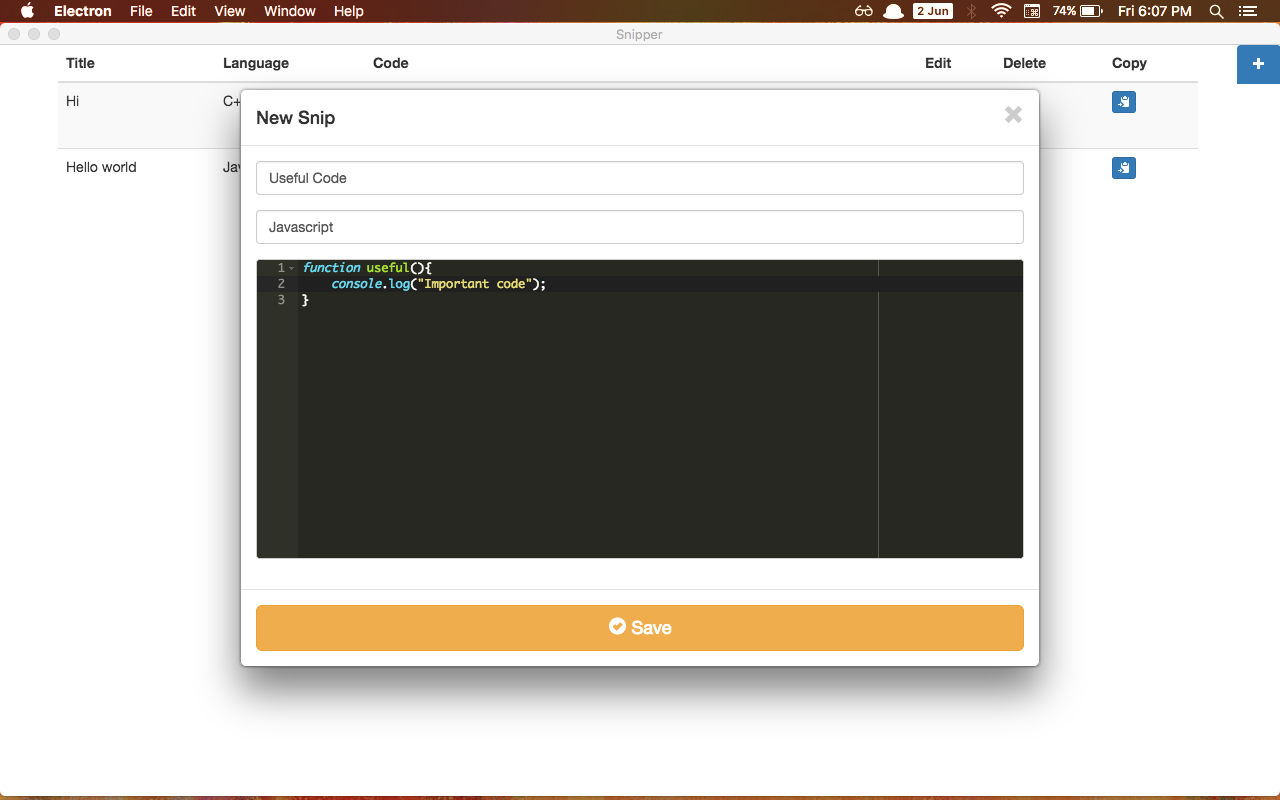 Electron File Edit View Window Help 2 Jun 74% Fri 6:07 PM
Snipper
Title Language Code Edit Delete Copy
+
Hi C+
New Snip
Hello world Jav
Useful Code
Javascript
1 function useful(){
2 console.log("Important code");
3 }
Save